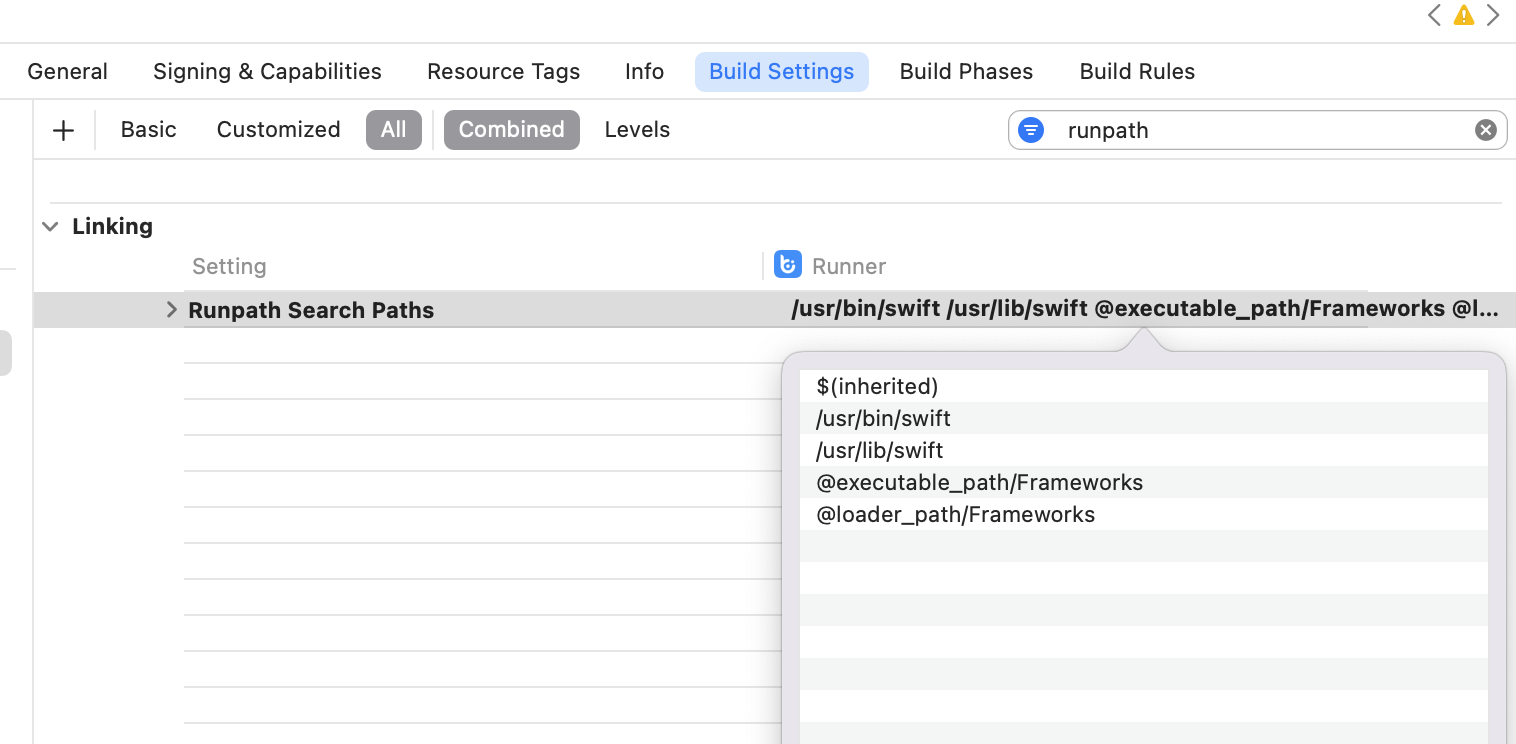 General Signing & Capabilities Resource Tags Info Build Settings Build Phases Build Rules
Basic Customized All Combined Levels runpath
Linking
Setting Runner
Runpath Search Paths /usr/bin/swift /usr/lib/swift @executable_path/Frameworks @l...
$(inherited)
/usr/bin/swift
/usr/lib/swift
@executable_path/Frameworks
@loader_path/Frameworks